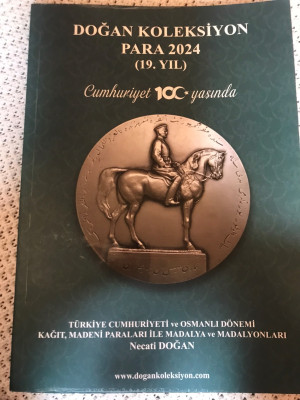 DOĞAN KOLEKSİYON
PARA 2024
(19. YIL)
Cumhuriyet 100 yaşında
TÜRKİYE CUMHURİYETİ ve OSMANLI DÖNEMİ
KAĞIT, MADENİ PARALARI İLE MADALYA ve MADALYONLARI
Necati DOĞAN
www.dogankoleksiyon.com